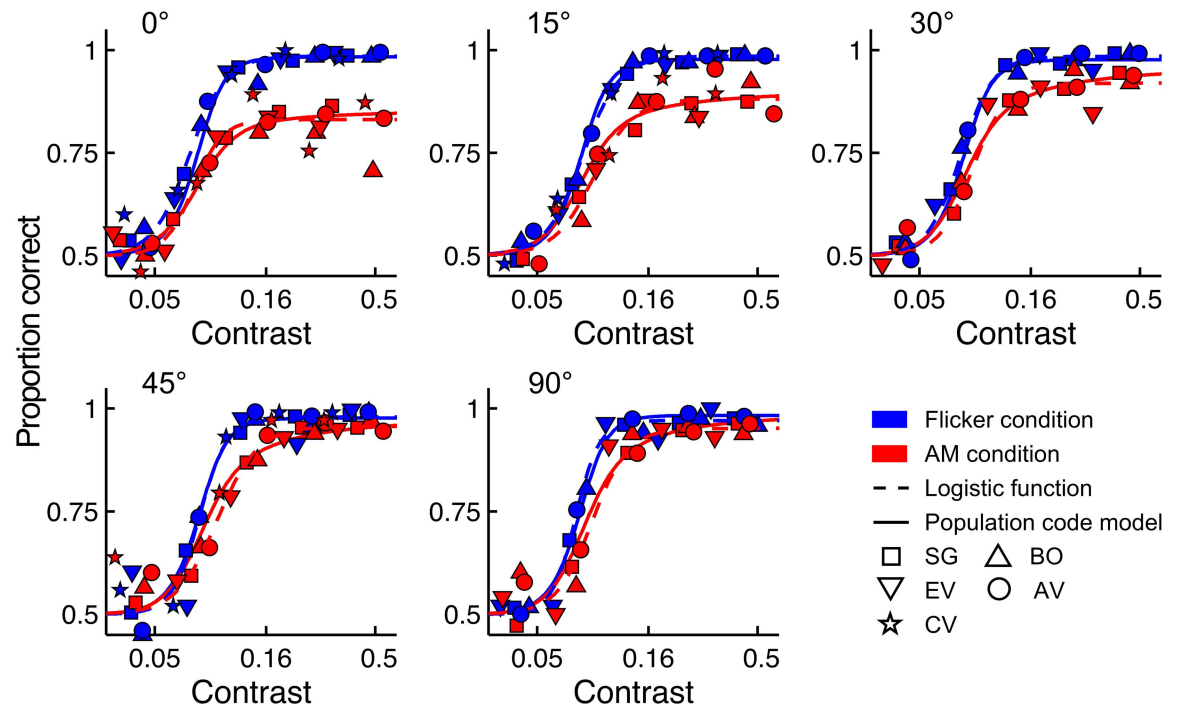 0°
15°
30°
1
0.75
0.5
0.05 0.16 0.5
Contrast
1
0.75
0.5
0.05 0.16 0.5
Contrast
1
0.75
0.5
0.05 0.16 0.5
Contrast
Proportion correct
45°
90°
1
0.75
0.5
0.05 0.16 0.5
Contrast
1
0.75
0.5
0.05 0.16 0.5
Contrast
Flicker condition
AM condition
Logistic function
Population code model
SG BO
EV AV
CV